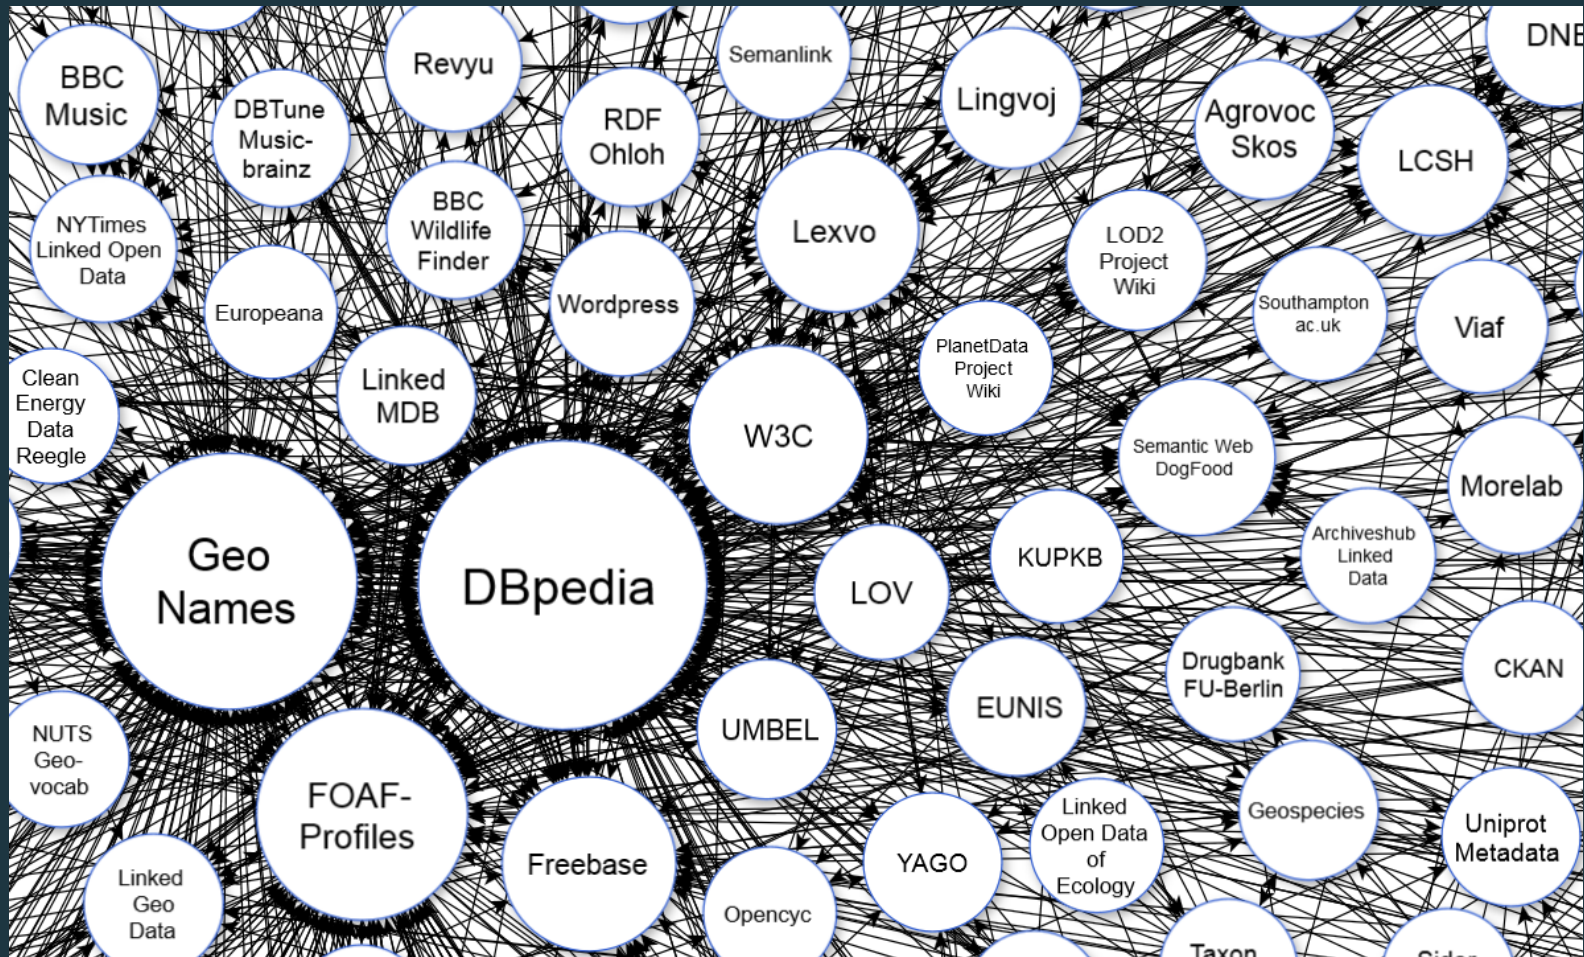 BBC
Music
DBTune
Music-
brainz
Revyu
RDF
Ohloh
Semanlink
Lingvoj
Agrovoc
Skos
LCSH
NYTimes
Linked Open
Data
Europeana
BBC
Wildlife
Finder
Wordpress
Lexvo
LOD2
Project
Wiki
Southampton
ac.uk
Viaf
Clean
Energy
Data
Reegle
Linked
MDB
W3C
PlanetData
Project
Wiki
Semantic Web
DogFood
Morelab
Geo
Names
DBpedia
LOV
KUPKB
Archiveshub
Linked
Data
NUTS
Geo-
vocab
FOAF-
Profiles
UMBEL
EUNIS
Drugbank
FU-Berlin
CKAN
Linked
Geo
Data
Freebase
Opencyc
YAGO
Linked
Open Data
of
Ecology
Geospecies
Uniprot
Metadata
Taxon